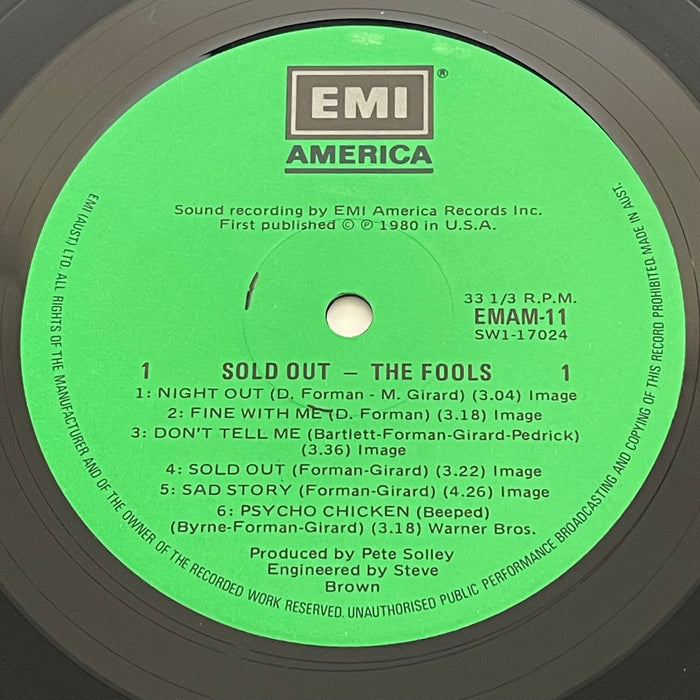 EMI ®
AMERICA
Sound recording by EMI America Records Inc.
First published © ℗ 1980 in U.S.A.
33 1/3 R.P.M.
EMAM-11
SW1-17024
1 SOLD OUT – THE FOOLS 1
1: NIGHT OUT (D. Forman - M. Girard) (3.04) Image
2: FINE WITH ME (D. Forman) (3.18) Image
3: DON'T TELL ME (Bartlett-Forman-Girard-Pedrick)
(3.36) Image
4: SOLD OUT (Forman-Girard) (3.22) Image
5: SAD STORY (Forman-Girard) (4.26) Image
6: PSYCHO CHICKEN (Beeped)
(Byrne-Forman-Girard) (3.18) Warner Bros.
Produced by Pete Solley
Engineered by Steve
Brown
EMI (AUST.) LTD. ALL RIGHTS OF THE MANUFACTURER AND OF THE OWNER OF THE RECORDED WORK RESERVED. UNAUTHORISED PUBLIC PERFORMANCE BROADCASTING AND COPYING OF THIS RECORD PROHIBITED. MADE IN AUST.